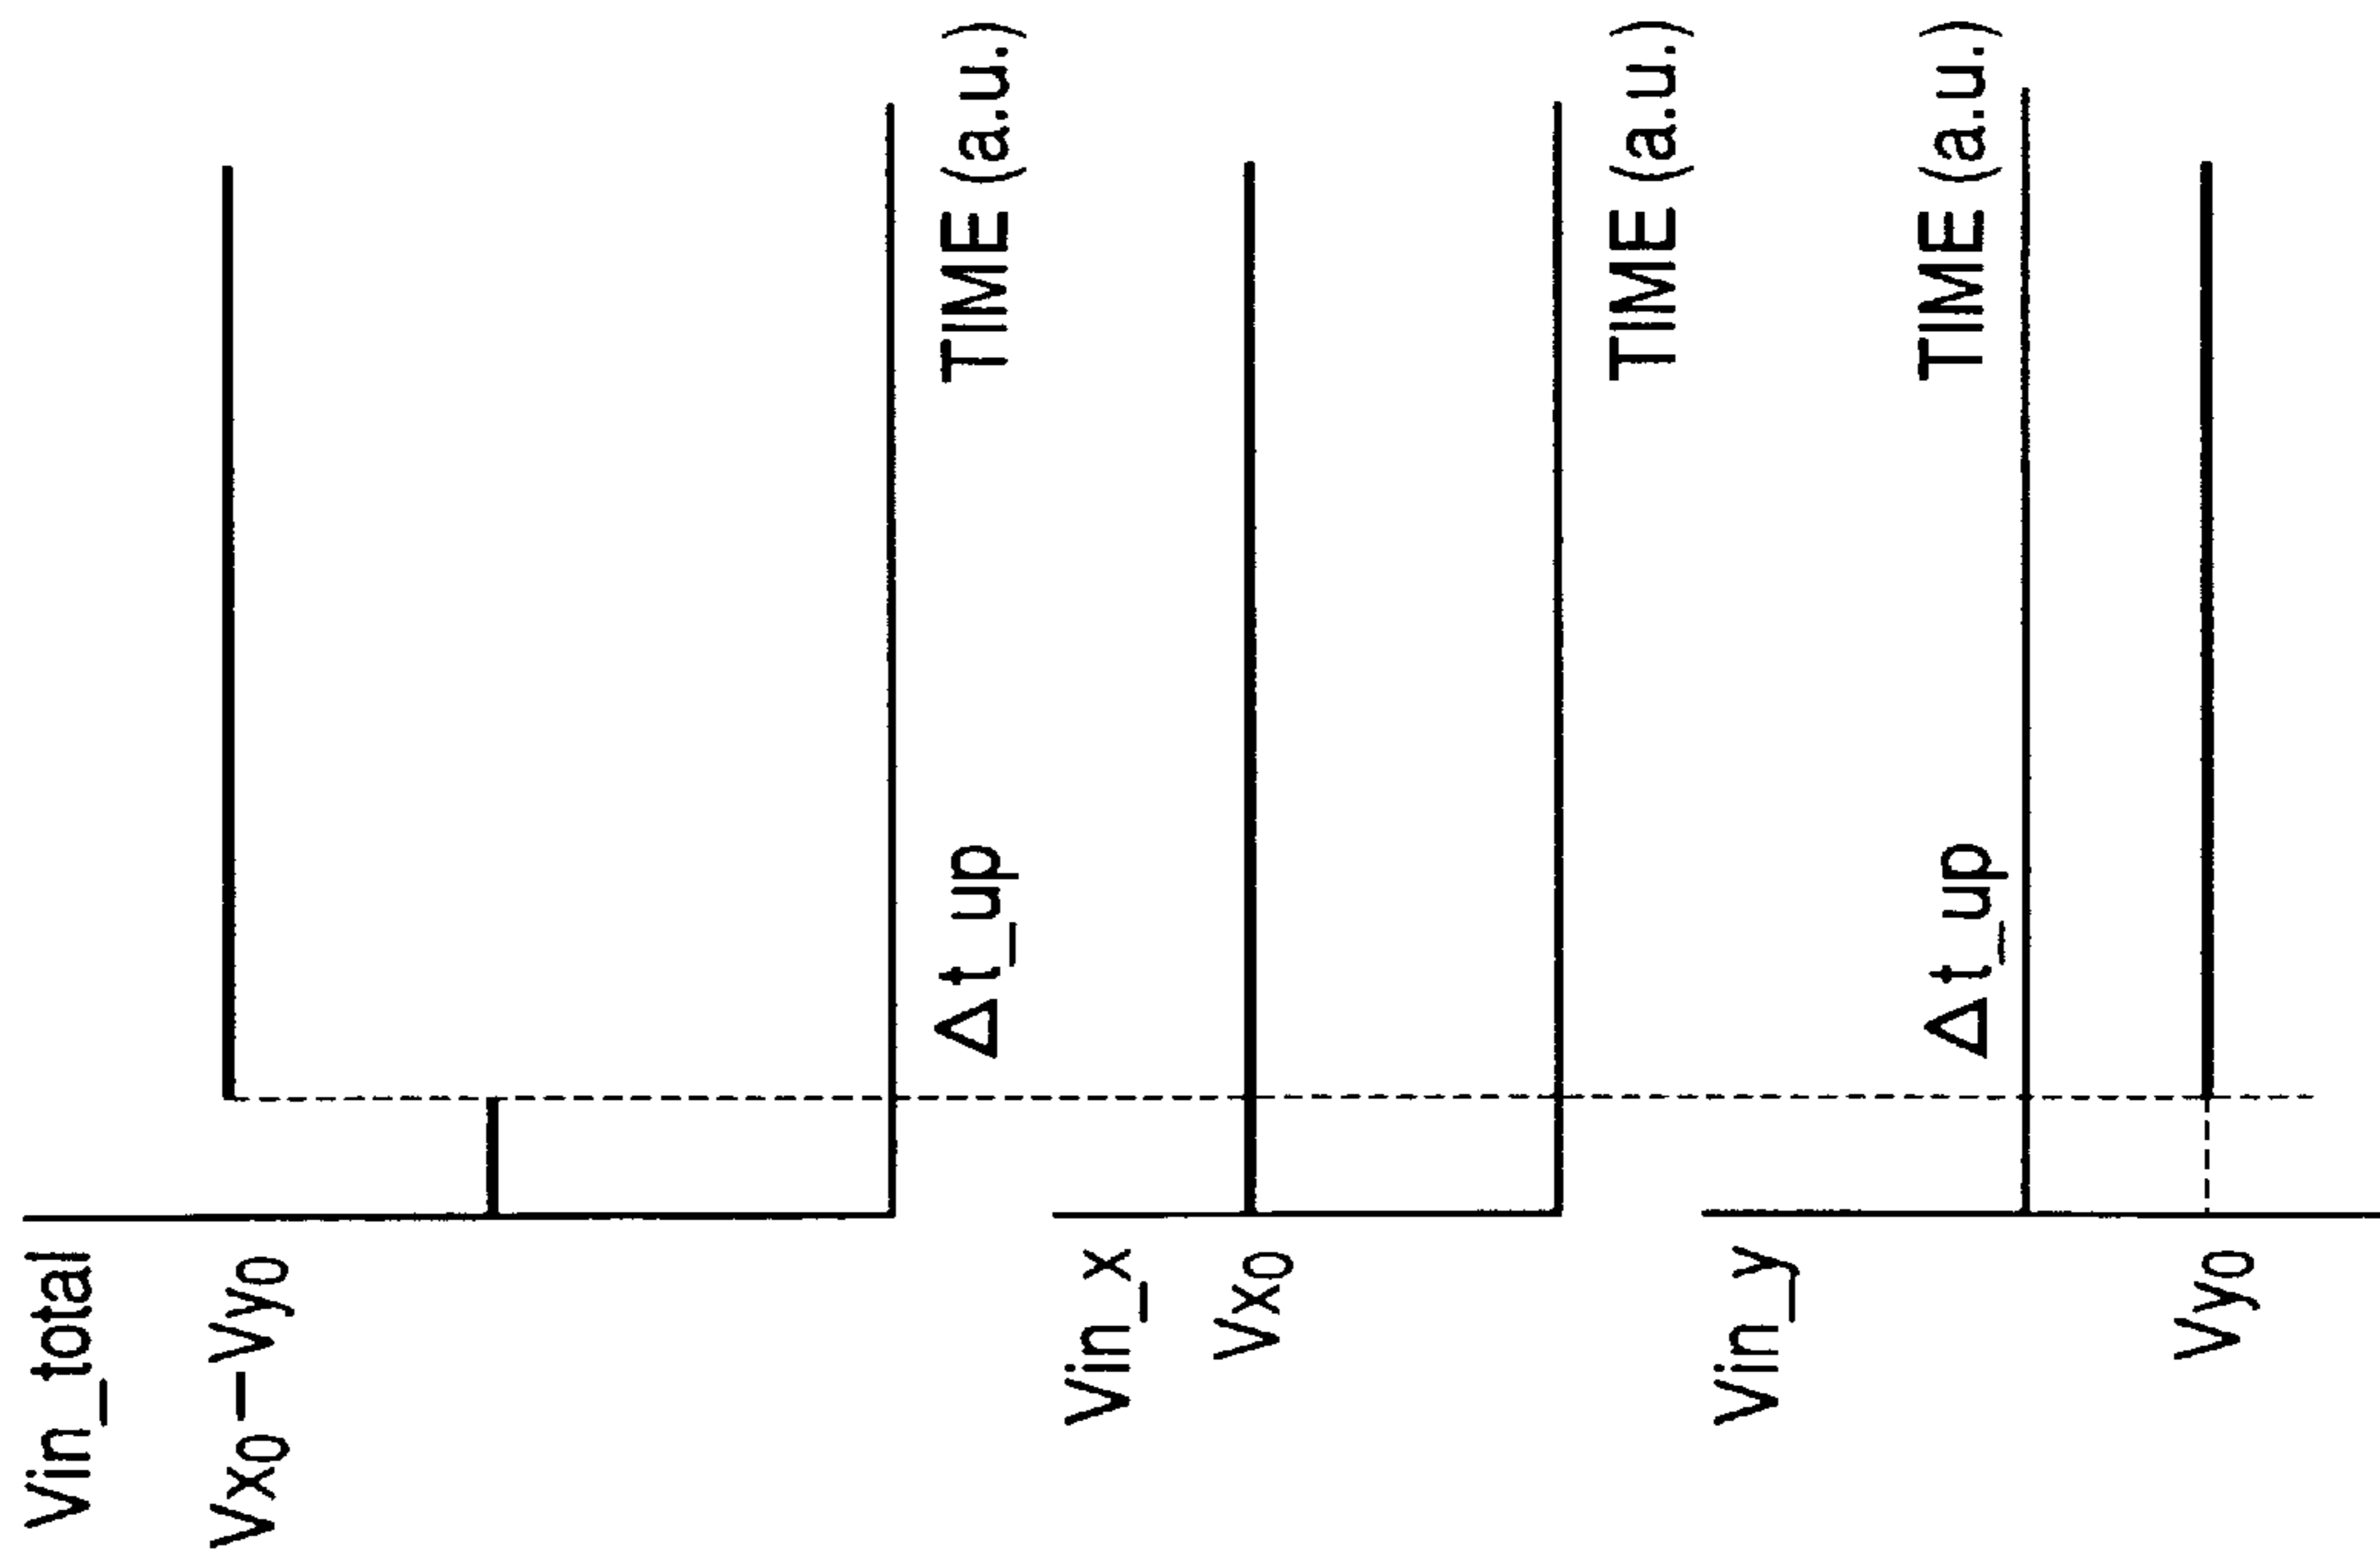 Vin_total
Vx0−Vy0
Δt_up
TIME (a.u.)
Vin_x
Vx0
TIME (a.u.)
Vin_y
Δt_up
TIME (a.u.)
Vy0